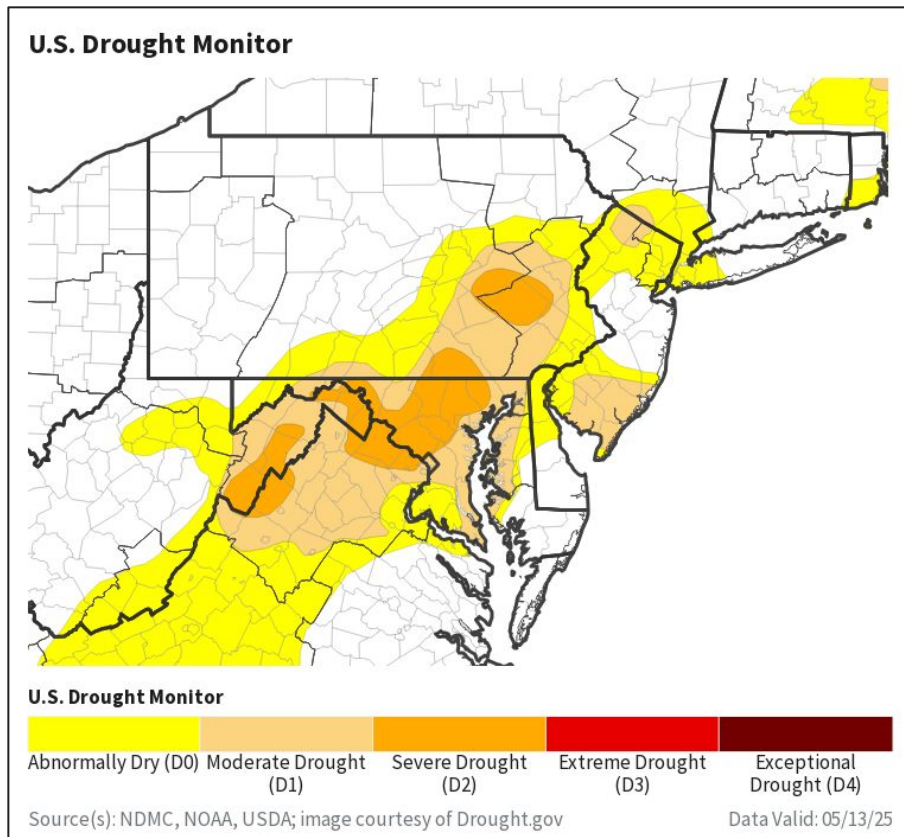 U.S. Drought Monitor
U.S. Drought Monitor
Abnormally Dry (D0)
Moderate Drought
(D1)
Severe Drought
(D2)
Extreme Drought
(D3)
Exceptional
Drought (D4)
Source(s): NDMC, NOAA, USDA; image courtesy of Drought.gov
Data Valid: 05/13/25